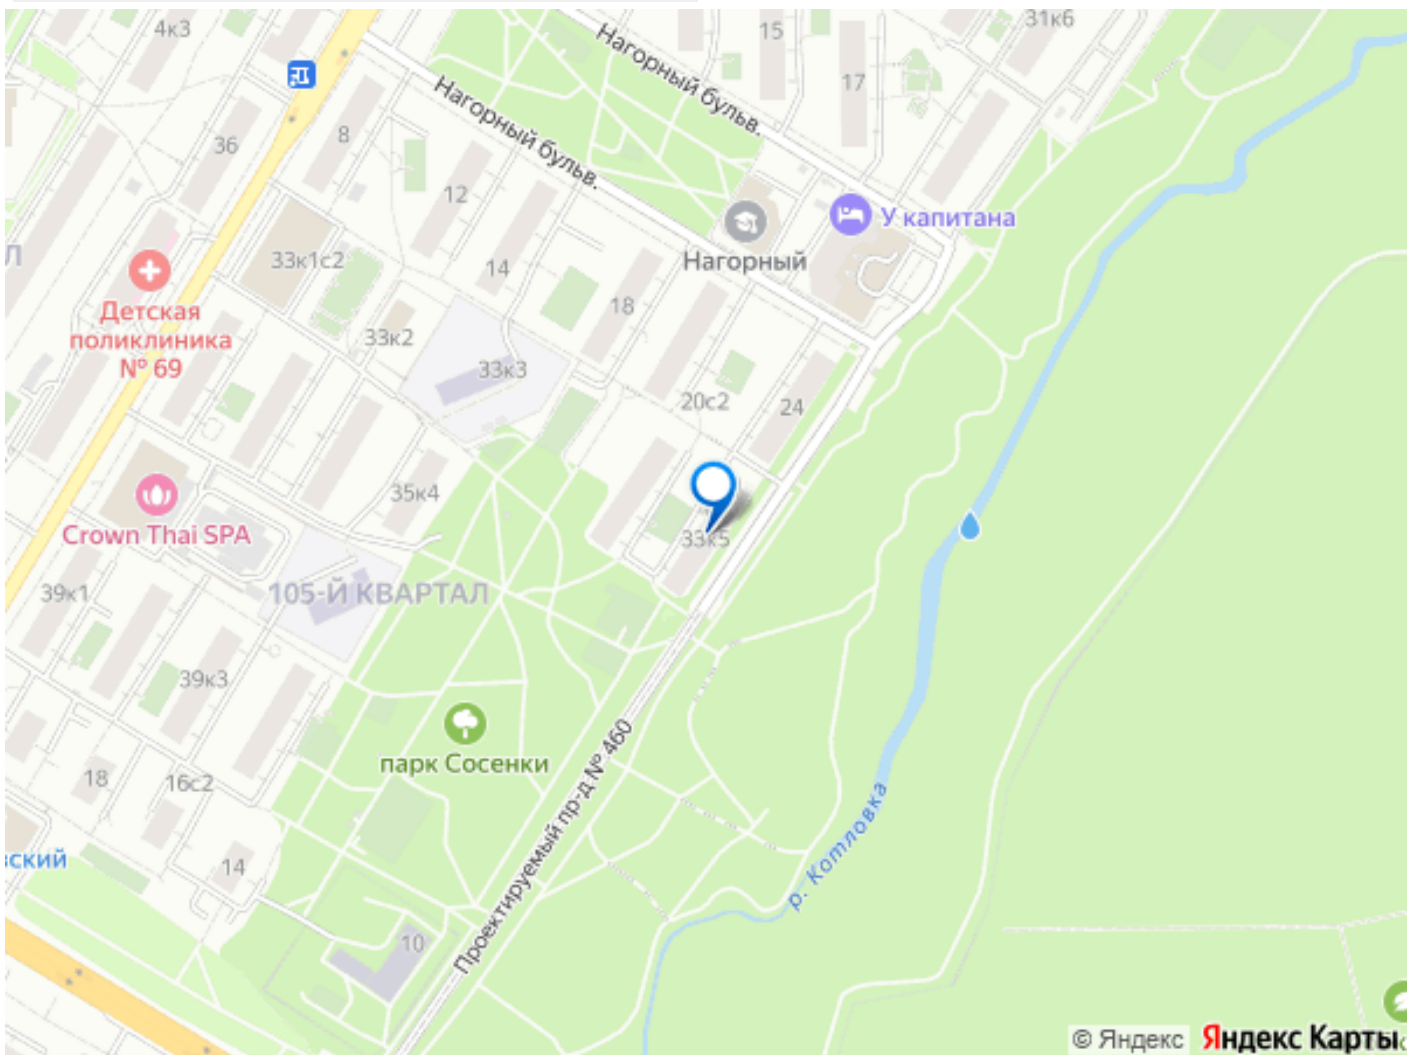 4к3
15
31к6
Нагорный бульв.
17
Нагорный бульв.
36
8
12
У капитана
Л
33к1с2
14
Нагорный
18
Детская
поликлиника
№ 69
33к2
33к3
20с2
24
35к4
Crown Thai SPA
33к5
39к1
105-Й КВАРТАЛ
39к3
парк Сосенки
Проектируемый пр-д № 460
18
16с2
р. Котловка
ский
14
10
© Яндекс Яндекс Карты